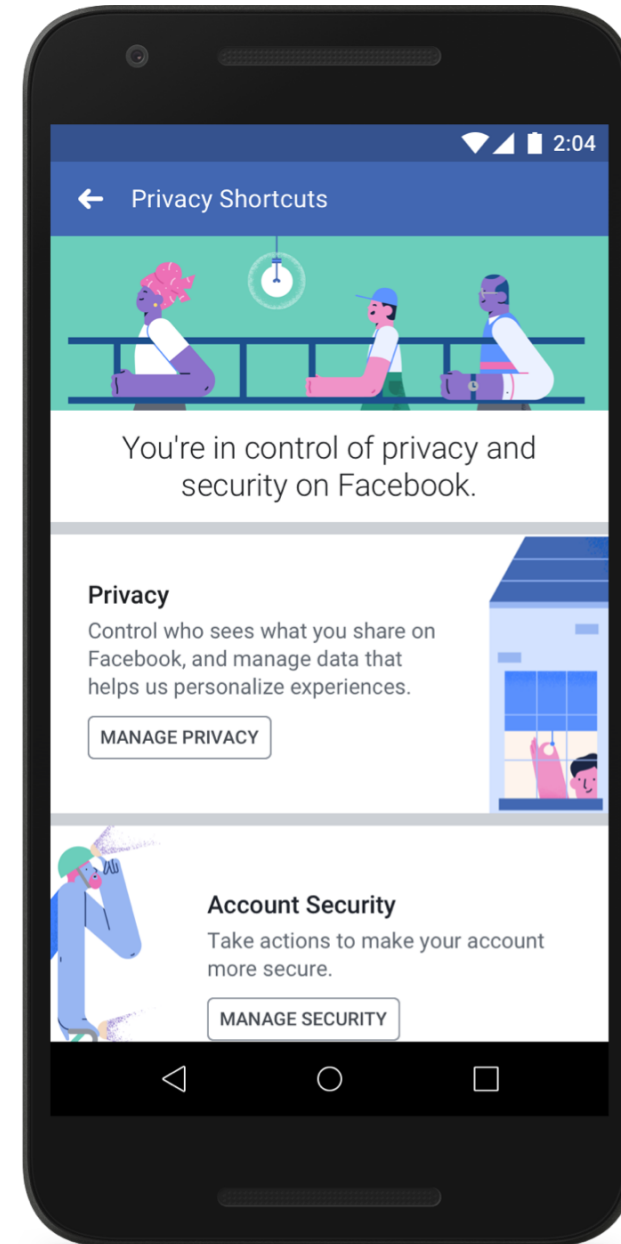 2:04
Privacy Shortcuts
You're in control of privacy and
security on Facebook.
Privacy
Control who sees what you share on
Facebook, and manage data that
helps us personalize experiences.
MANAGE PRIVACY
Account Security
Take actions to make your account
more secure.
MANAGE SECURITY